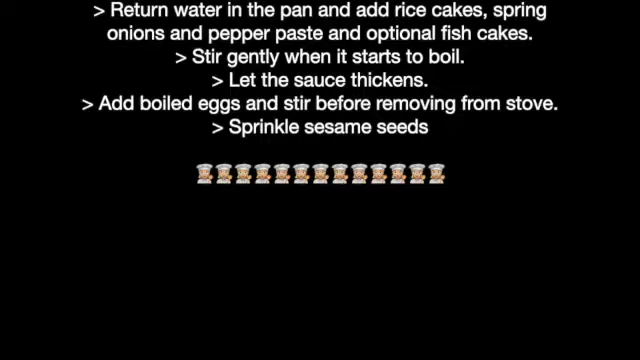 > Return water in the pan and add rice cakes, spring
onions and pepper paste and optional fish cakes.
> Stir gently when it starts to boil.
> Let the sauce thickens.
> Add boiled eggs and stir before removing from stove.
> Sprinkle sesame seeds